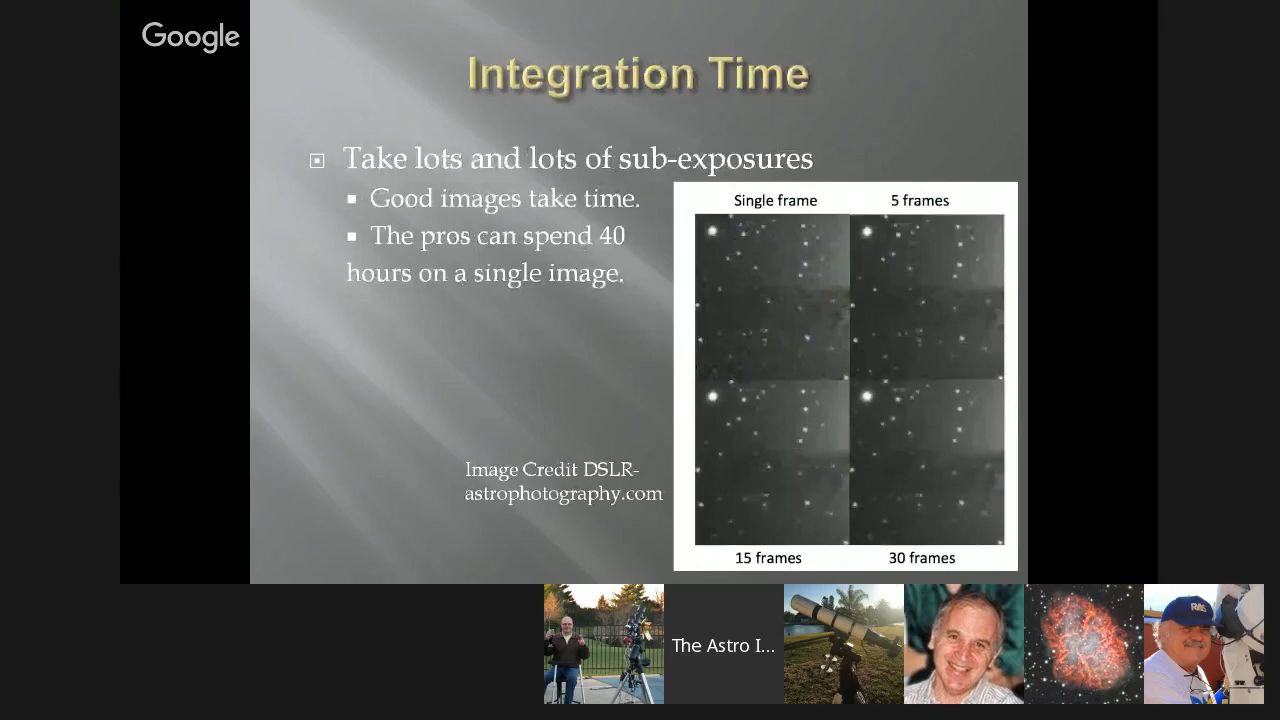 Google
Integration Time
Take lots and lots of sub-exposures
Good images take time.
The pros can spend 40
hours on a single image.
Single frame
5 frames
15 frames
30 frames
Image Credit DSLR-
astrophotography.com
The Astro I...